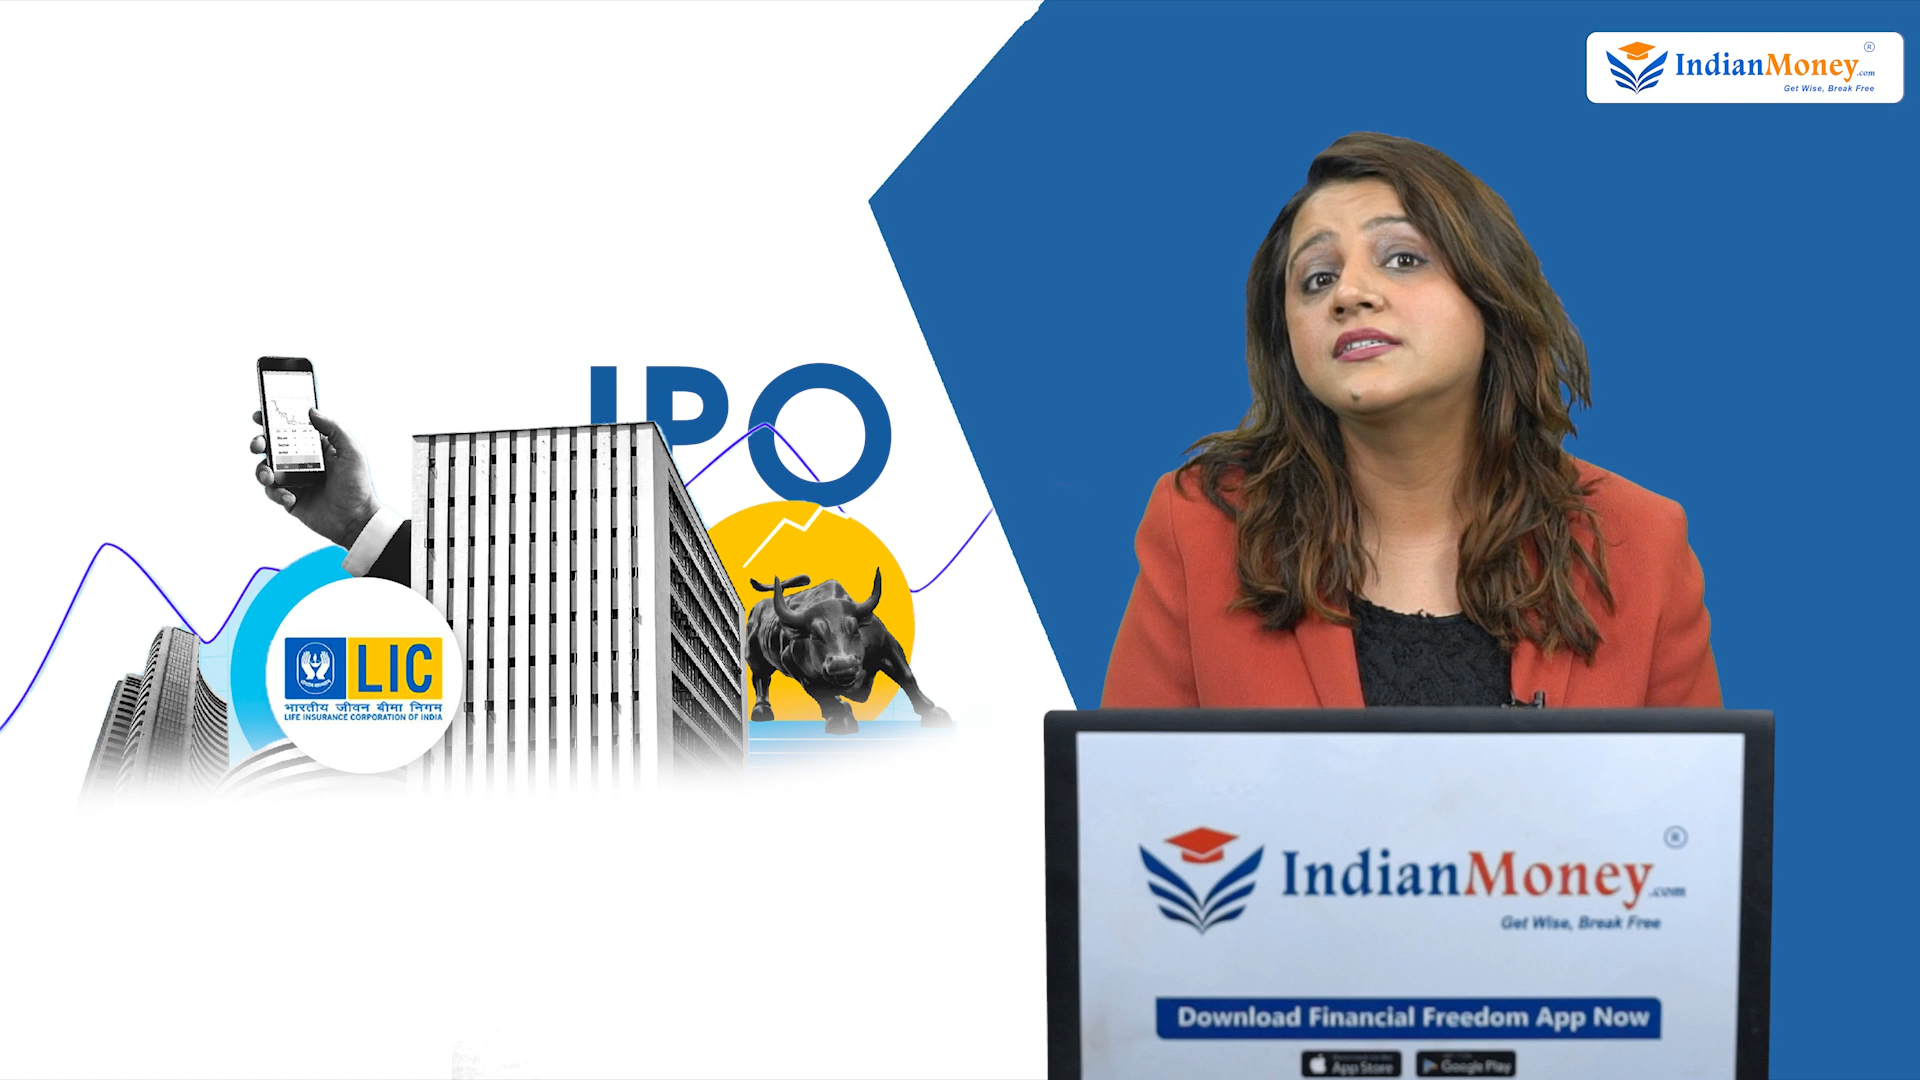 IndianMoney.com
®
Get Wise, Break Free
IPO
LIC
भारतीय जीवन बीमा निगम
LIFE INSURANCE CORPORATION OF INDIA
®
IndianMoney.com
Get Wise, Break Free
Download Financial Freedom App Now
App Store
Google Play